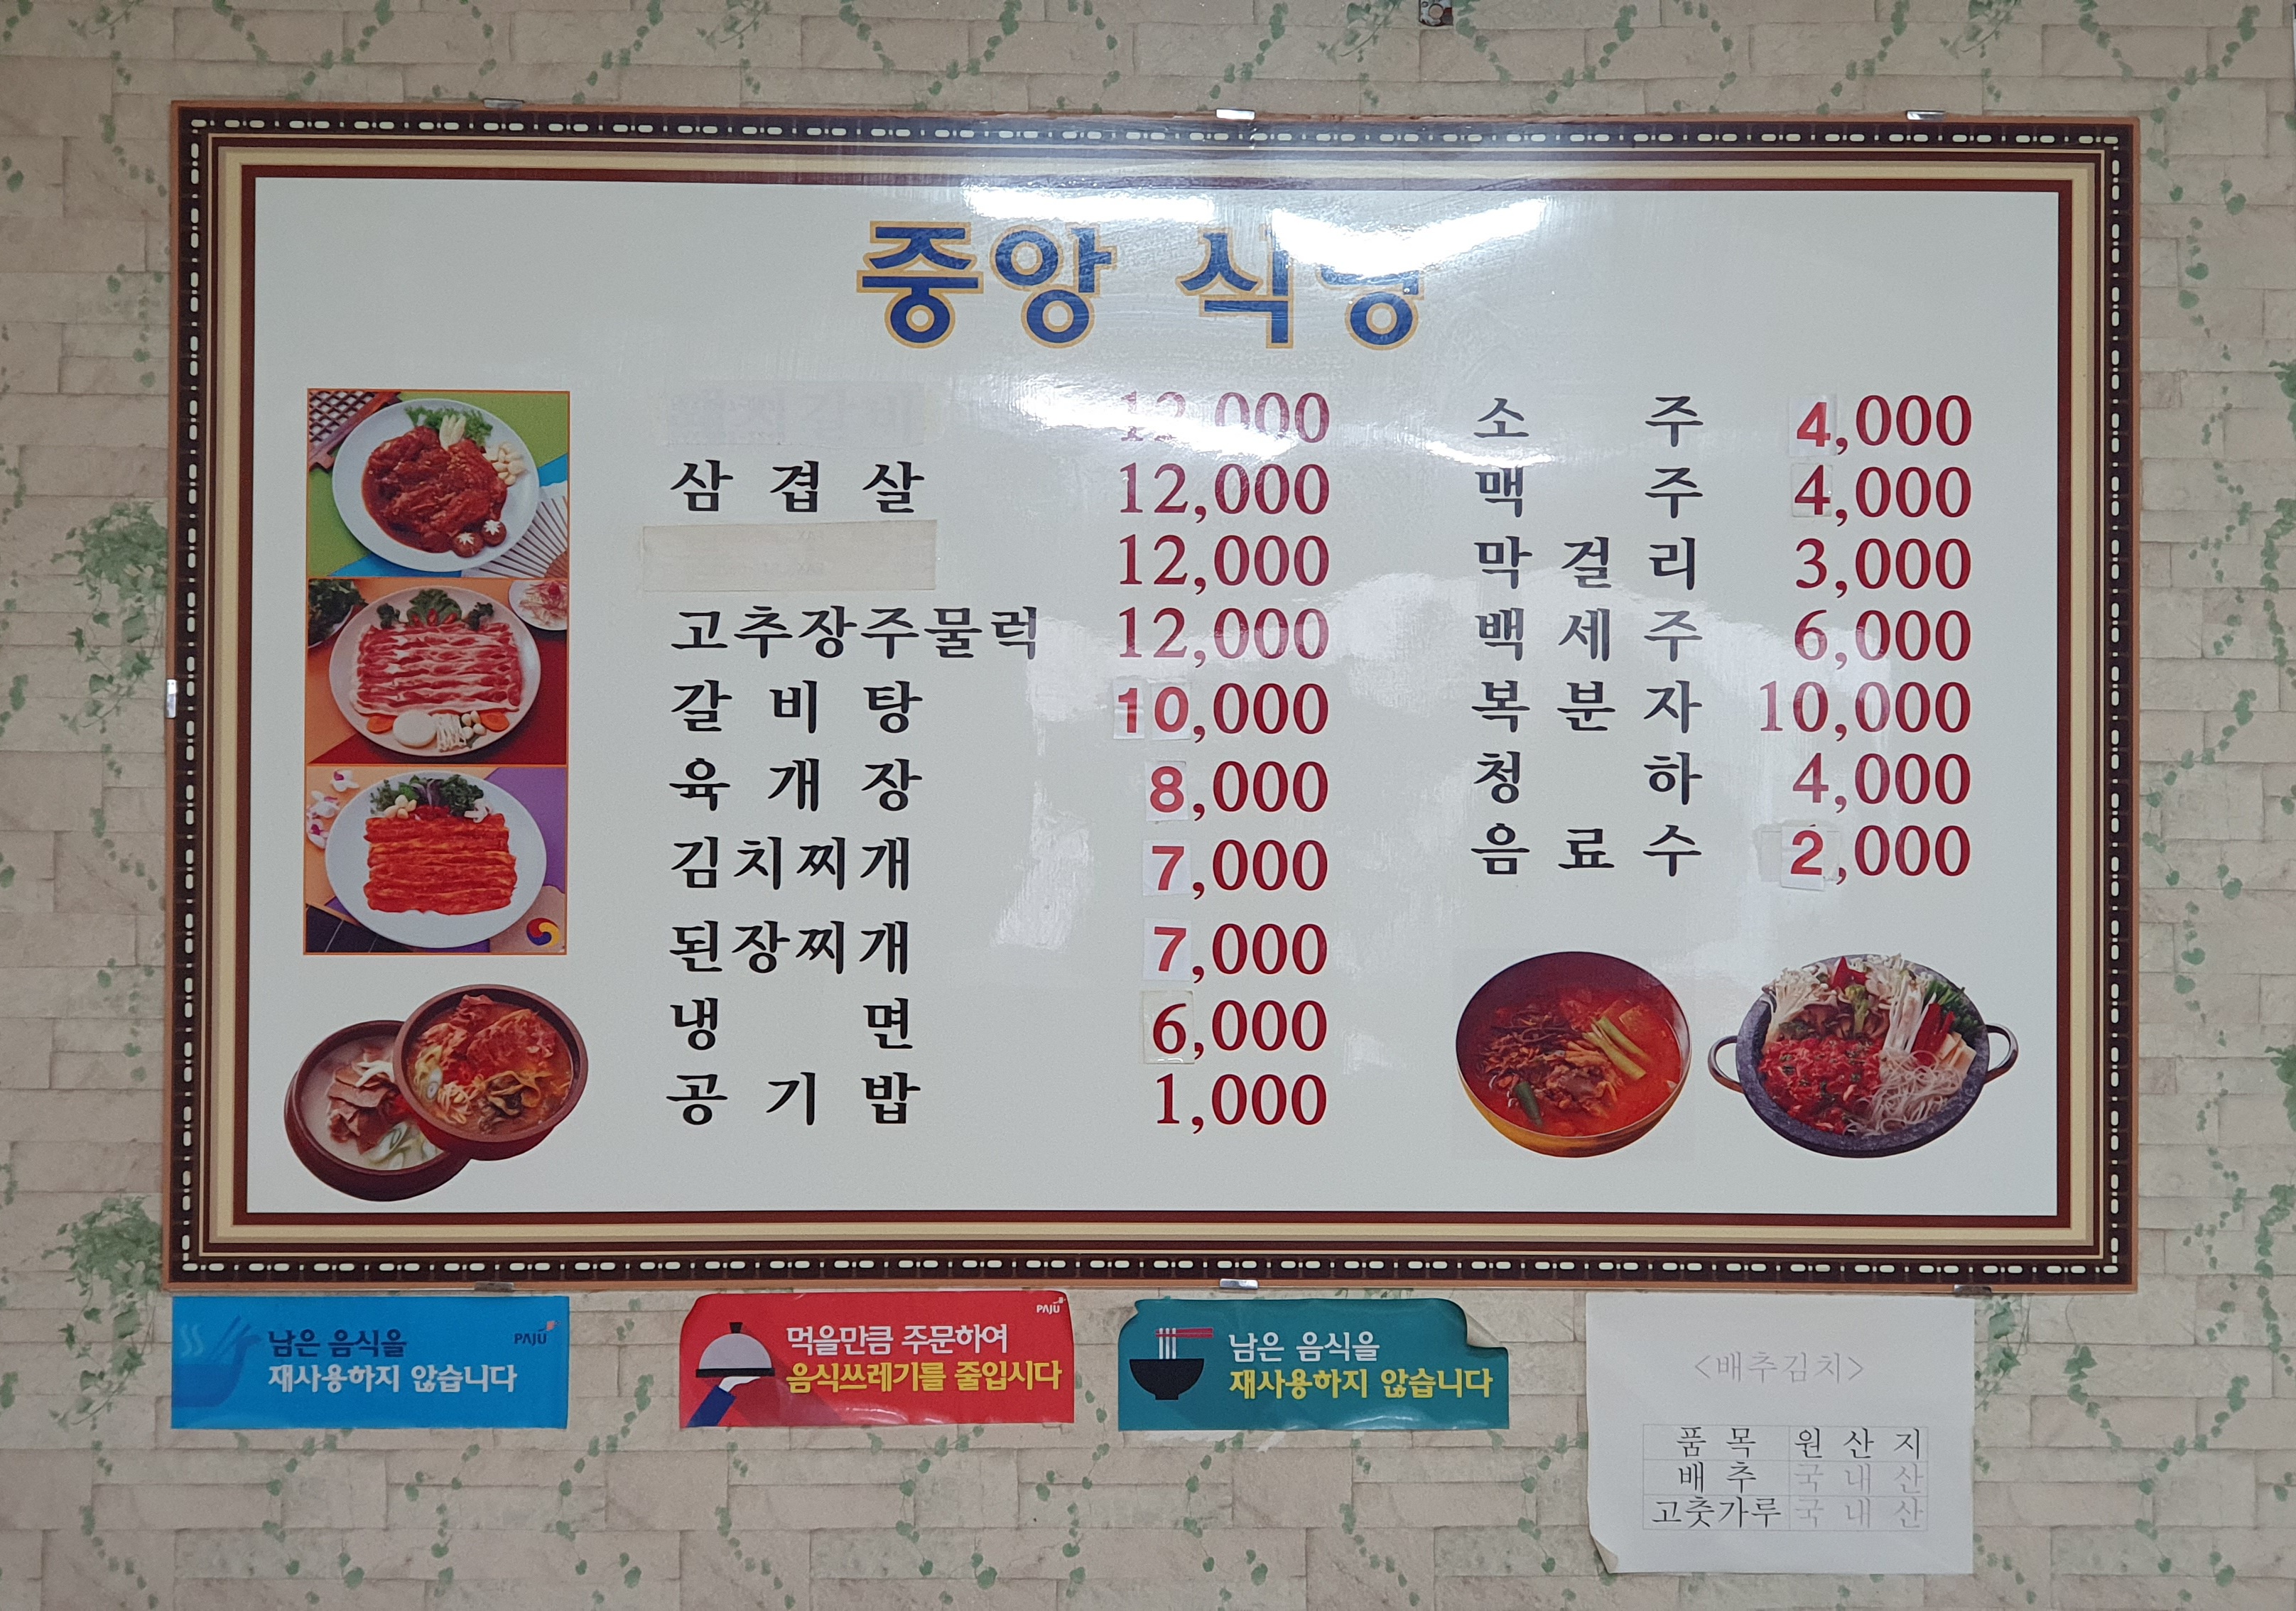 중앙 식당
12,000
삼겹살 12,000
12,000
고추장주물럭 12,000
갈비탕 10,000
육개장 8,000
김치찌개 7,000
된장찌개 7,000
냉면 6,000
공기밥 1,000
소주 4,000
맥주 4,000
막걸리 3,000
백세주 6,000
복분자 10,000
청하 4,000
음료수 2,000
남은 음식을
재사용하지 않습니다
PAJU
PAJU
먹을만큼 주문하여
음식쓰레기를 줄입시다
남은 음식을
재사용하지 않습니다
<배추김치>
품목 원산지
배추 국내산
고춧가루 국내산